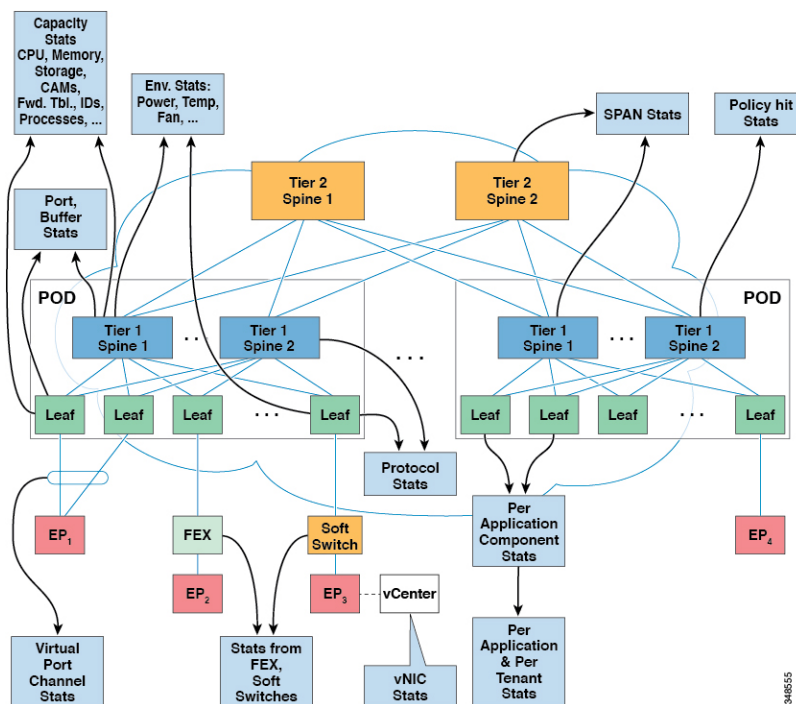 Capacity
Stats
CPU, Memory,
Storage,
CAMs,
Fwd. Tbl., IDs,
Processes, ...
Env. Stats:
Power, Temp,
Fan, ...
SPAN Stats
Policy hit
Stats
Tier 2
Spine 1
Tier 2
Spine 2
Port,
Buffer
Stats
POD
POD
Tier 1
Spine 1
. .
Tier 1
Spine 2
. . .
Tier 1
Spine 1
. . .
Tier 1
Spine 2
Leaf
Leaf
Leaf
. . .
Leaf
Leaf
Leaf
Leaf
. . .
Leaf
Protocol
Stats
EP1
FEX
Soft
Switch
Per
Application
Component
Stats
EP4
EP2
EP3
vCenter
Virtual
Port
Channel
Stats
Stats from
FEX,
Soft
Switches
vNIC
Stats
Per
Application
& Per
Tenant
Stats
348555